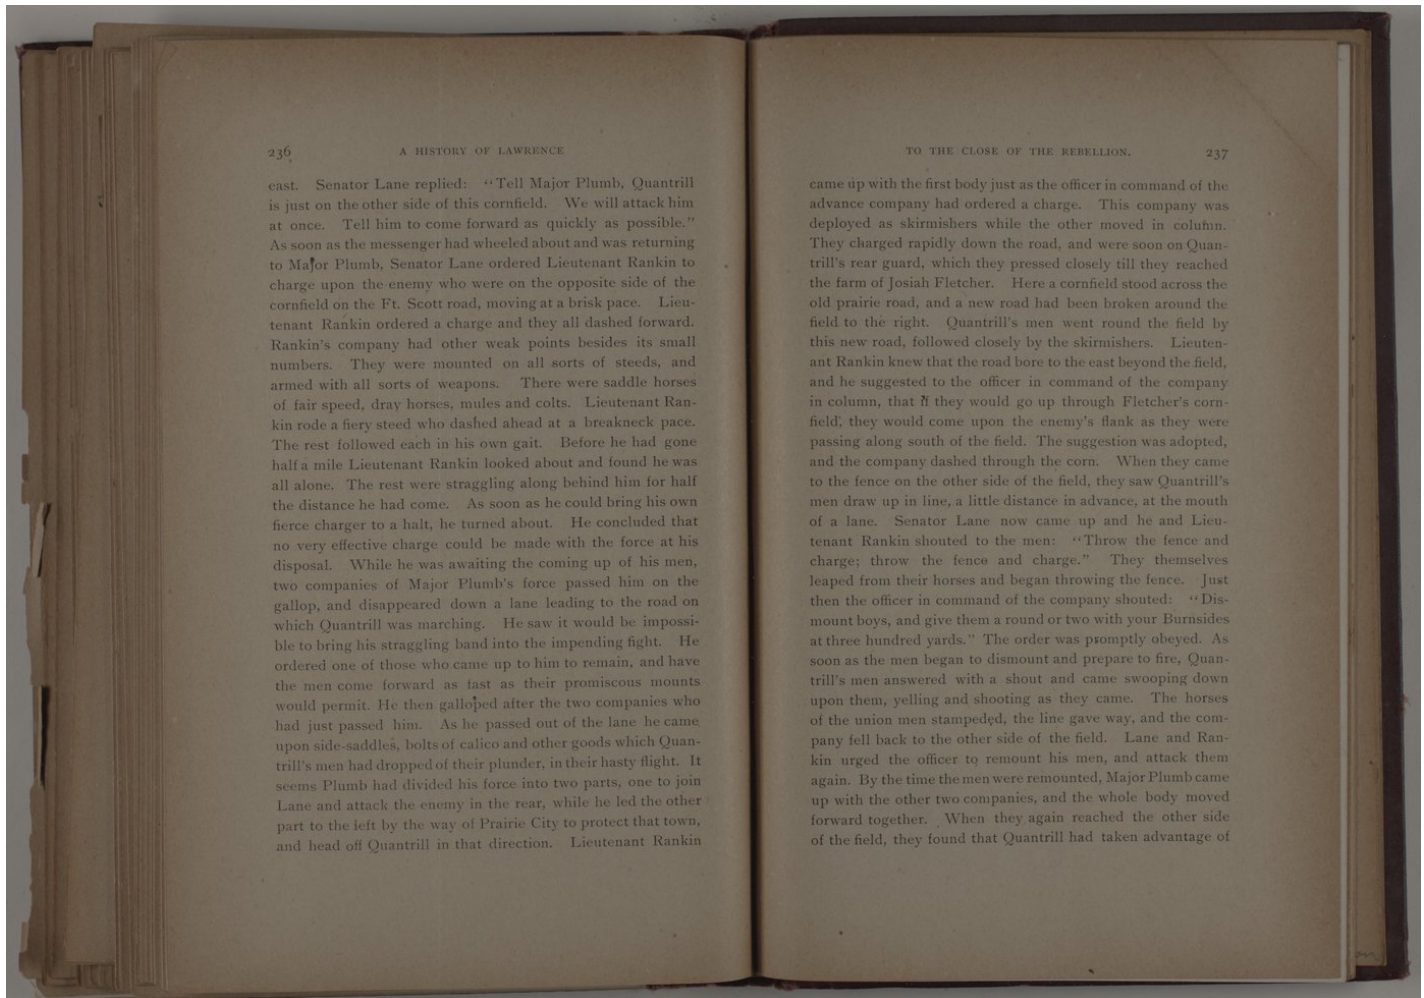 236
A HISTORY OF LAWRENCE
east. Senator Lane replied: “Tell Major Plumb, Quantrill
is just on the other side of this cornfield. We will attack him
at once. Tell him to come forward as quickly as possible.”
As soon as the messenger had wheeled about and was returning
to Major Plumb, Senator Lane ordered Lieutenant Rankin to
charge upon the enemy who were on the opposite side of the
cornfield on the Ft. Scott road, moving at a brisk pace. Lieu-
tenant Rankin ordered a charge and they all dashed forward.
Rankin's company had other weak points besides its small
numbers. They were mounted on all sorts of steeds, and
armed with all sorts of weapons. There were saddle horses
of fair speed, dray horses, mules and colts. Lieutenant Ran-
kin rode a fiery steed who dashed ahead at a breakneck pace.
The rest followed each in his own gait. Before he had gone
half a mile Lieutenant Rankin looked about and found he was
all alone. The rest were straggling along behind him for half
the distance he had come. As soon as he could bring his own
fierce charger to a halt, he turned about. He concluded that
no very effective charge could be made with the force at his
disposal. While he was awaiting the coming up of his men,
two companies of Major Plumb's force passed him on the
gallop, and disappeared down a lane leading to the road on
which Quantrill was marching. He saw it would be impossi-
ble to bring his straggling band into the impending fight. He
ordered one of those who came up to him to remain, and have
the men come forward as fast as their promiscous mounts
would permit. He then galloped after the two companies who
had just passed him. As he passed out of the lane he came
upon side-saddles, bolts of calico and other goods which Quan-
trill's men had dropped of their plunder, in their hasty flight. It
seems Plumb had divided his force into two parts, one to join
Lane and attack the enemy in the rear, while he led the other
part to the left by the way of Prairie City to protect that town,
and head off Quantrill in that direction. Lieutenant Rankin
TO THE CLOSE OF THE REBELLION.
237
came up with the first body just as the officer in command of the
advance company had ordered a charge. This company was
deployed as skirmishers while the other moved in column.
They charged rapidly down the road, and were soon on Quan-
trill's rear guard, which they pressed closely till they reached
the farm of Josiah Fletcher. Here a cornfield stood across the
old prairie road, and a new road had been broken around the
field to the right. Quantrill's men went round the field by
this new road, followed closely by the skirmishers. Lieuten-
ant Rankin knew that the road bore to the east beyond the field,
and he suggested to the officer in command of the company
in column, that if they would go up through Fletcher's corn-
field, they would come upon the enemy's flank as they were
passing along south of the field. The suggestion was adopted,
and the company dashed through the corn. When they came
to the fence on the other side of the field, they saw Quantrill's
men draw up in line, a little distance in advance, at the mouth
of a lane. Senator Lane now came up and he and Lieu-
tenant Rankin shouted to the men: “Throw the fence and
charge; throw the fence and charge.” They themselves
leaped from their horses and began throwing the fence. Just
then the officer in command of the company shouted: “Dis-
mount boys, and give them a round or two with your Burnsides
at three hundred yards.” The order was promptly obeyed. As
soon as the men began to dismount and prepare to fire, Quan-
trill's men answered with a shout and came swooping down
upon them, yelling and shooting as they came. The horses
of the union men stampeded, the line gave way, and the com-
pany fell back to the other side of the field. Lane and Ran-
kin urged the officer to remount his men, and attack them
again. By the time the men were remounted, Major Plumb came
up with the other two companies, and the whole body moved
forward together. When they again reached the other side
of the field, they found that Quantrill had taken advantage of